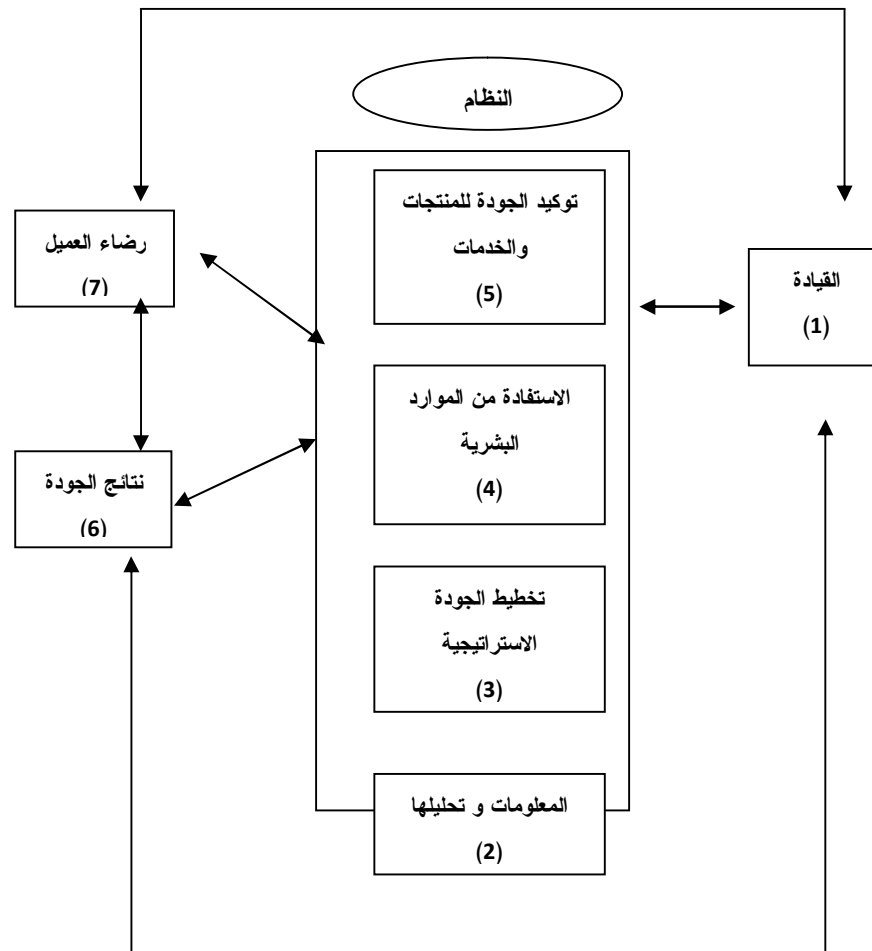 النظام
توكيد الجودة للمنتجات
والخدمات
(5)
رضاء العميل
(7)
القيادة
(1)
الاستفادة من الموارد
البشرية
(4)
نتائج الجودة
(6)
تخطيط الجودة
الاستراتيجية
(3)
المعلومات و تحليلها
(2)